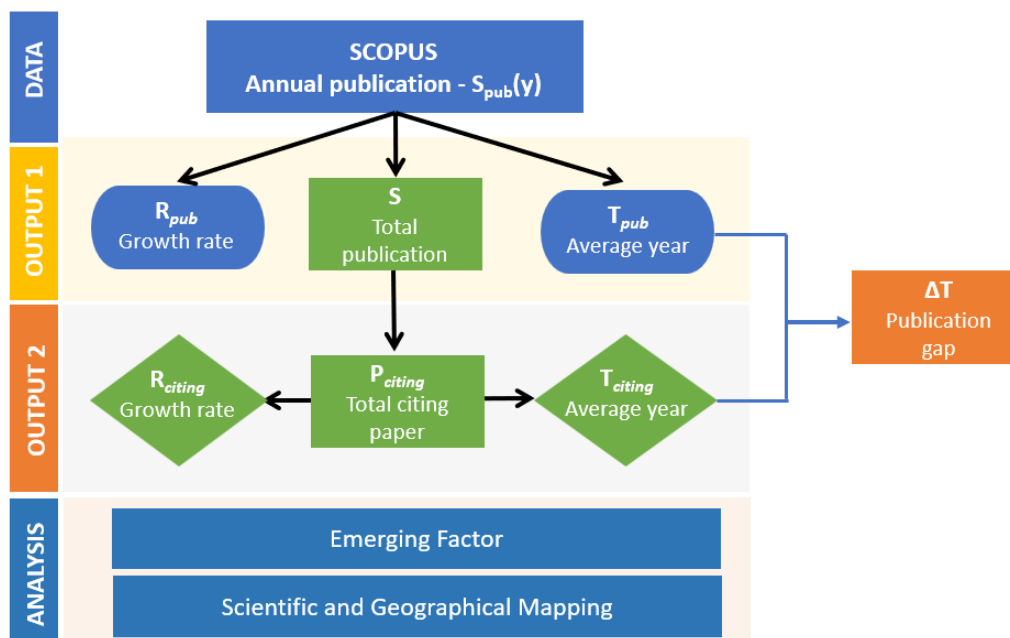 DATA
SCOPUS
Annual publication - Spub(y)
OUTPUT 1
Rpub
Growth rate
S
Total
publication
Tpub
Average year
ΔT
Publication
gap
OUTPUT 2
Rciting
Growth rate
Pciting
Total citing
paper
Tciting
Average year
ANALYSIS
Emerging Factor
Scientific and Geographical Mapping